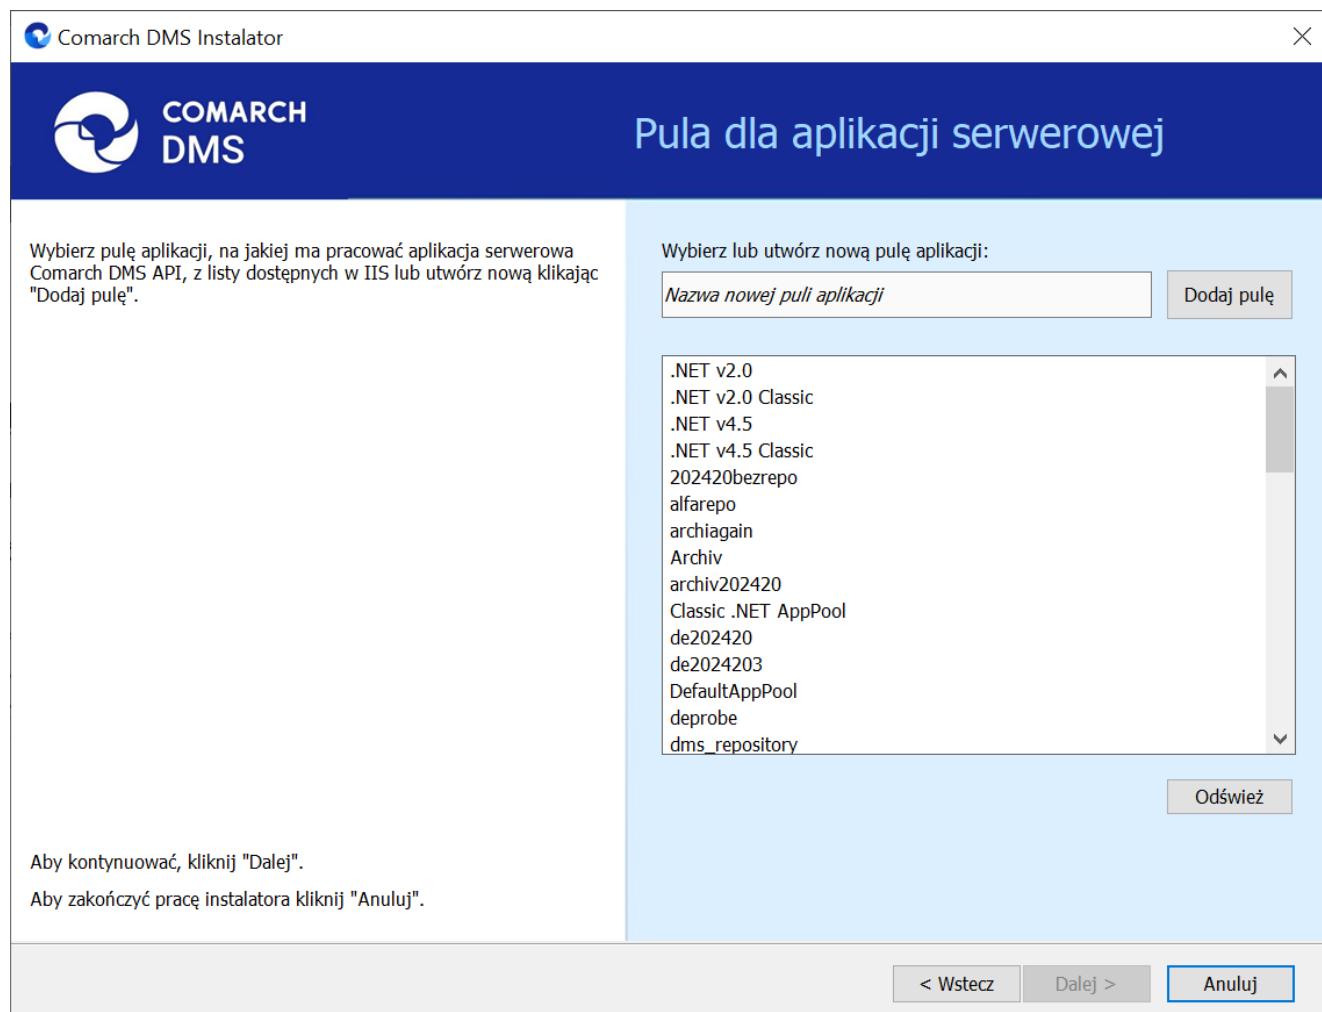 Comarch DMS Instalator
COMARCH
DMS
Pula dla aplikacji serwerowej
Wybierz pulę aplikacji, na jakiej ma pracować aplikacja serwerowa
Comarch DMS API, z listy dostępnych w IIS lub utwórz nową klikając
"Dodaj pulę".
Aby kontynuować, kliknij "Dalej".
Aby zakończyć pracę instalatora kliknij "Anuluj".
Wybierz lub utwórz nową pulę aplikacji:
Nazwa nowej puli aplikacji
Dodaj pulę
.NET v2.0
.NET v2.0 Classic
.NET v4.5
.NET v4.5 Classic
202420bezrepo
alfarepo
archiagain
Archiv
archiv202420
Classic .NET AppPool
de202420
de2024203
DefaultAppPool
deprobe
dms_repository
Odśwież
< Wstecz
Dalej >
Anuluj